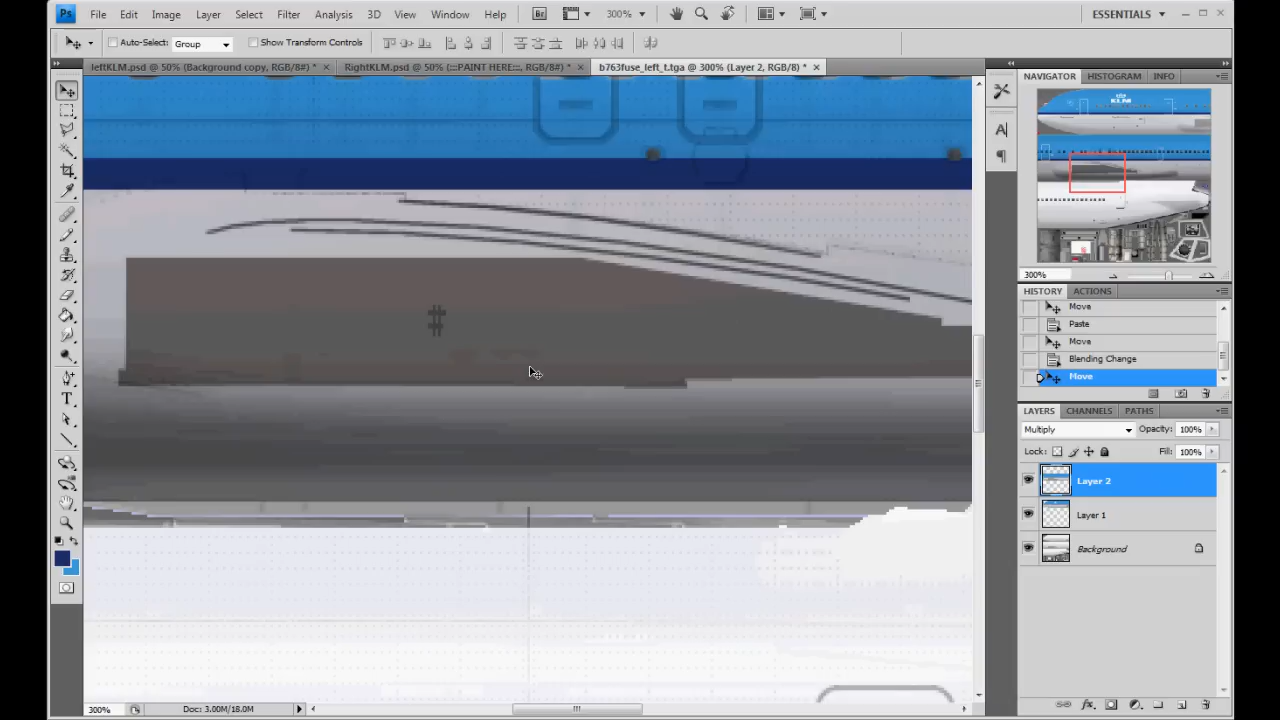 Ps File Edit Image Layer Select Filter Analysis 3D View Window Help Br 300% ESSENTIALS
Auto-Select: Group Show Transform Controls
leftKLM.psd @ 50% (Background copy, RGB/8#) * RightKLM.psd @ 50% (:::PAINT HERE:::, RGB/8#) * b763fuse_left_t.tga @ 300% (Layer 2, RGB/8) *
NAVIGATOR HISTOGRAM INFO
KLM
300%
HISTORY ACTIONS
Move
Paste
Move
Blending Change
Move
LAYERS CHANNELS PATHS
Multiply Opacity: 100%
Lock: Fill: 100%
Layer 2
Layer 1
Background
#
300% Doc: 3.00M/18.0M